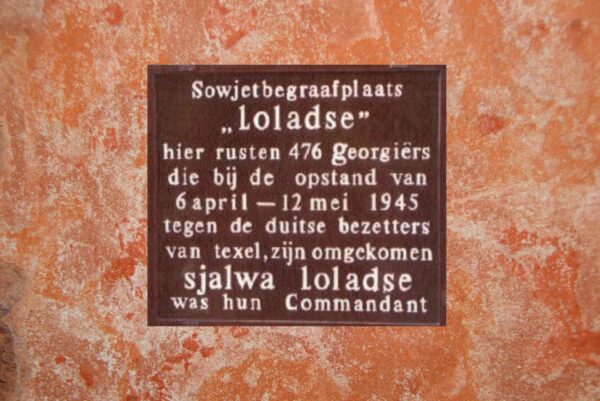 Sowjetbegraafplaats
„Loladse”
hier rusten 476 georgiërs
die bij de opstand van
6 april — 12 mei 1945
tegen de duitse bezetters
van texel, zijn omgekomen
sjalwa loladse
was hun Commandant